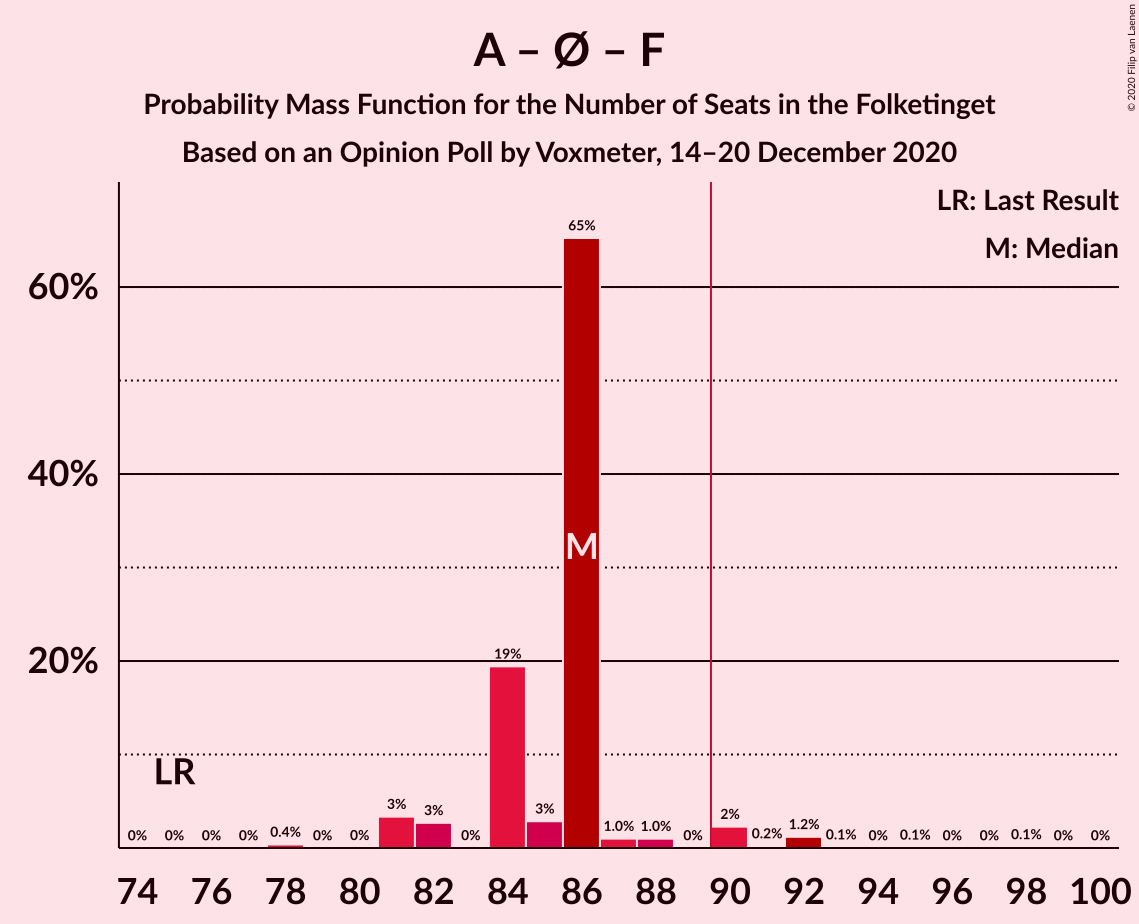 A – Ø – F
Probability Mass Function for the Number of Seats in the Folketinget
Based on an Opinion Poll by Voxmeter, 14–20 December 2020
© 2020 Filip van Laenen
LR: Last Result
M: Median
60%
40%
20%
LR
M
0% 0% 0% 0% 0.4% 0% 0% 3% 3% 0% 19% 3% 65% 1.0% 1.0% 0% 2% 0.2% 1.2% 0.1% 0% 0.1% 0% 0% 0.1% 0% 0%
74 76 78 80 82 84 86 88 90 92 94 96 98 100